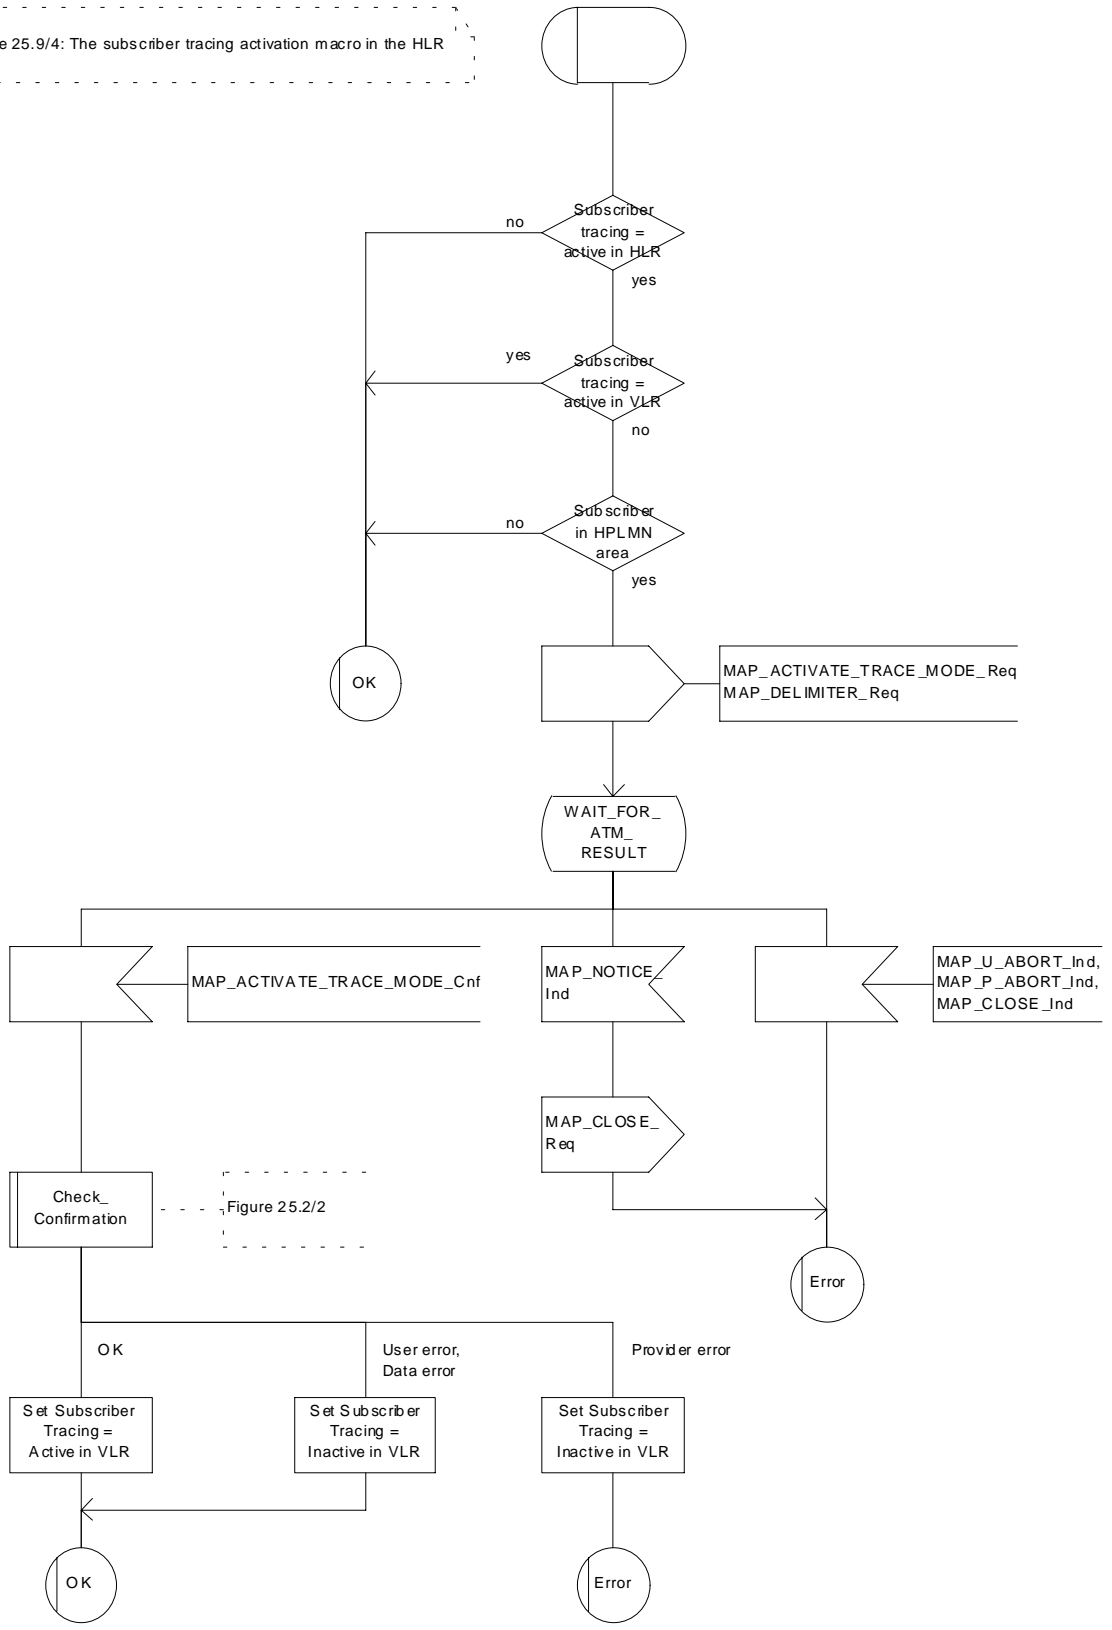 e 25.9/4: The subscriber tracing activation macro in the HLR
Subscriber
tracing =
active in HLR
no
yes
Subscriber
tracing =
active in VLR
yes
no
Subscriber
in HPLMN
area
no
yes
OK
MAP_ACTIVATE_TRACE_MODE_Req
MAP_DELIMITER_Req
WAIT_FOR_
ATM_
RESULT
MAP_ACTIVATE_TRACE_MODE_Cnf
MAP_NOTICE_
Ind
MAP_U_ABORT_Ind,
MAP_P_ABORT_Ind,
MAP_CLOSE_Ind
MAP_CLOSE_
Req
Check_
Confirmation
Figure 25.2/2
Error
OK
User error,
Data error
Provider error
Set Subscriber
Tracing =
Active in VLR
Set Subscriber
Tracing =
Inactive in VLR
Set Subscriber
Tracing =
Inactive in VLR
OK
Error